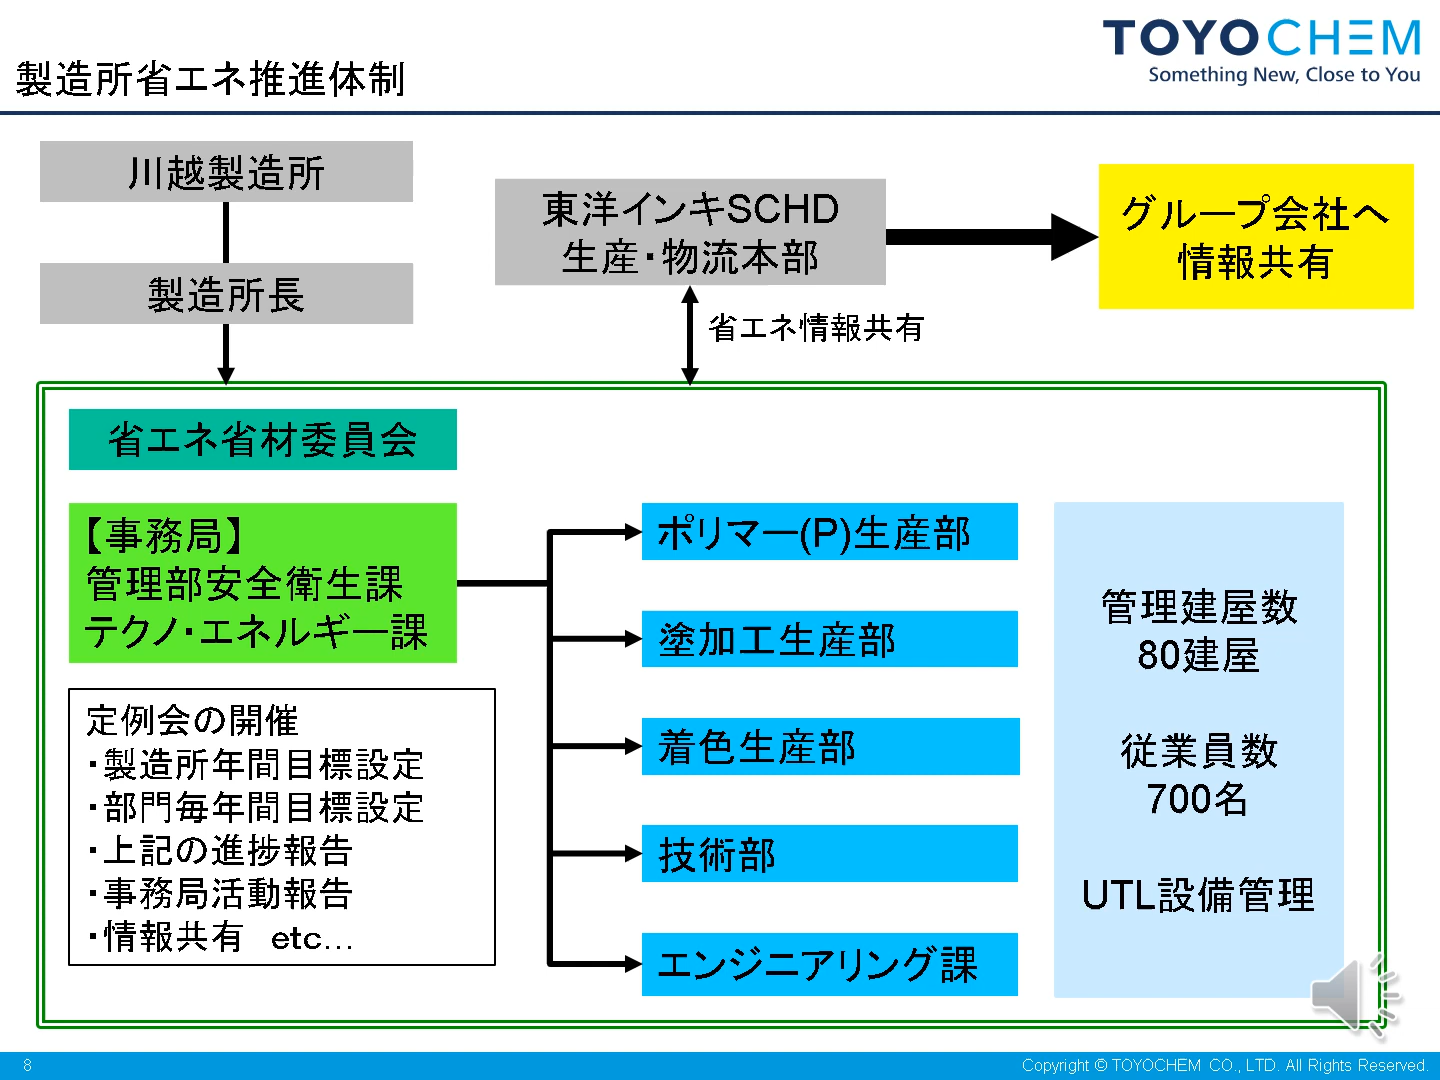 製造所省エネ推進体制
TOYOCHEM
Something New, Close to You
川越製造所
製造所長
東洋インキSCHD
生産・物流本部
グループ会社へ
情報共有
省エネ情報共有
省エネ省材委員会
【事務局】
管理部安全衛生課
テクノ・エネルギー課
定例会の開催
・製造所年間目標設定
・部門毎年間目標設定
・上記の進捗報告
・事務局活動報告
・情報共有　etc…
ポリマー(P)生産部
塗加工生産部
着色生産部
技術部
エンジニアリング課
管理建屋数
80建屋
従業員数
700名
UTL設備管理
8
Copyright © TOYOCHEM CO., LTD. All Rights Reserved.